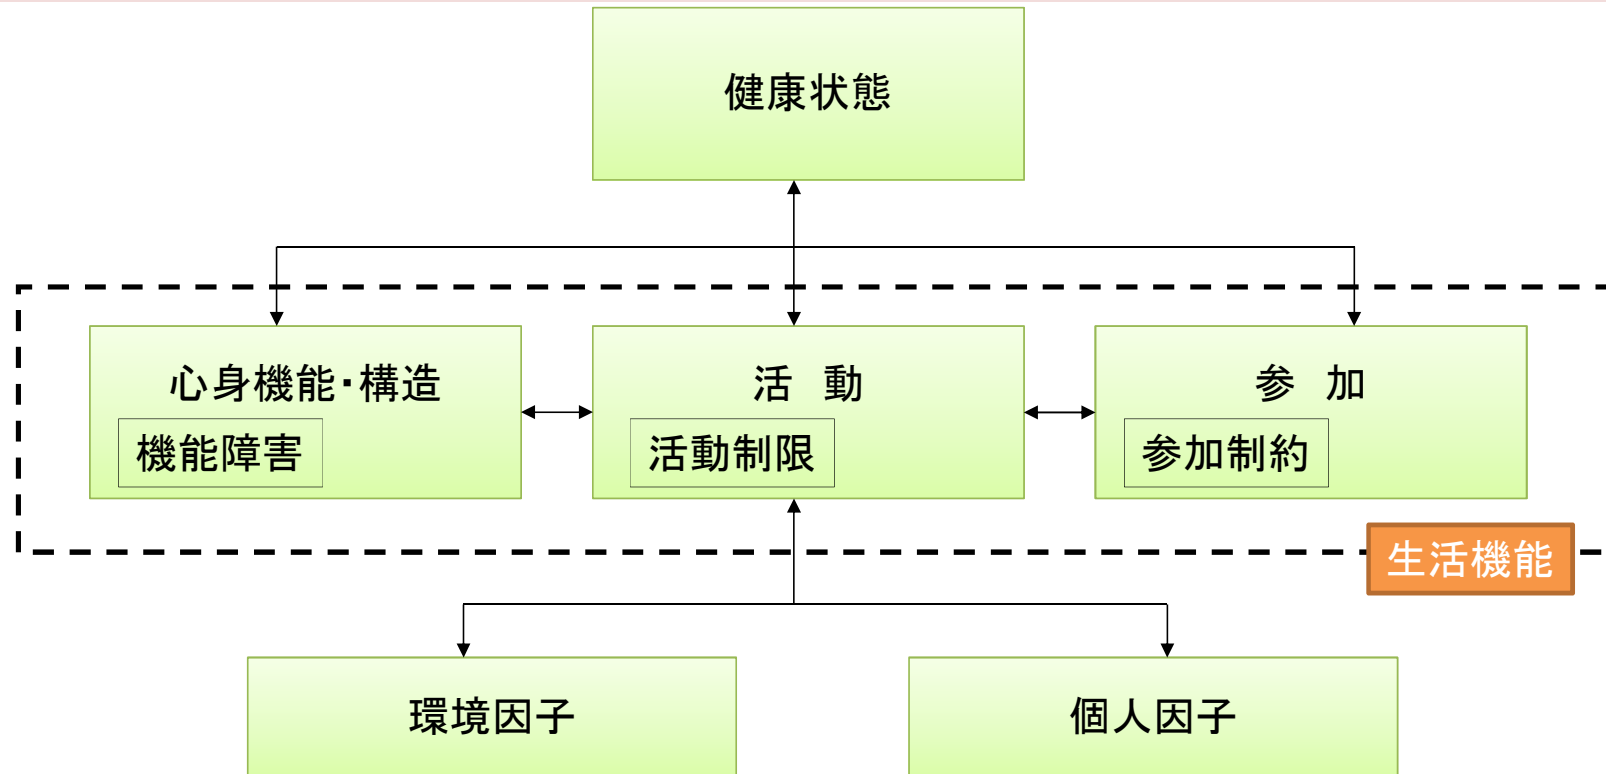 健康状態
心身機能・構造
機能障害
活　動
活動制限
参　加
参加制約
生活機能
環境因子
個人因子